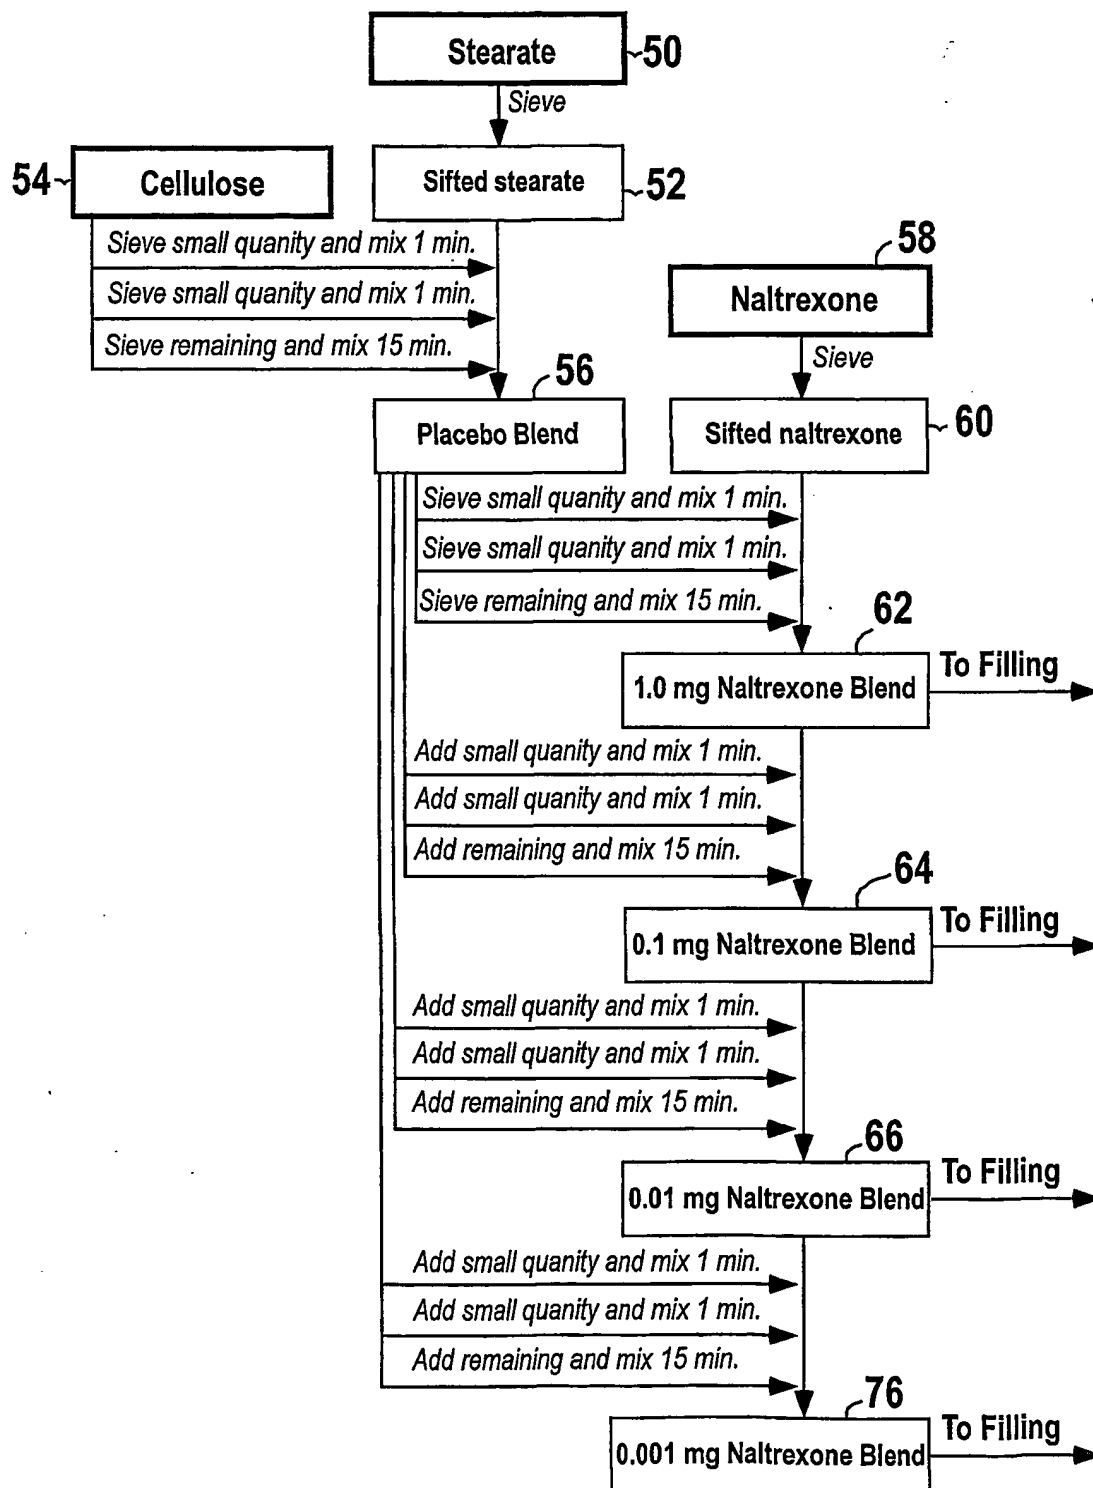 Stearate
50
Sieve
54
Cellulose
Sifted stearate
52
Sieve small quanity and mix 1 min.
Sieve small quanity and mix 1 min.
Sieve remaining and mix 15 min.
58
Naltrexone
Sieve
56
Placebo Blend
Sifted naltrexone
60
Sieve small quanity and mix 1 min.
Sieve small quanity and mix 1 min.
Sieve remaining and mix 15 min.
62
1.0 mg Naltrexone Blend
To Filling
Add small quanity and mix 1 min.
Add small quanity and mix 1 min.
Add remaining and mix 15 min.
64
0.1 mg Naltrexone Blend
To Filling
Add small quanity and mix 1 min.
Add small quanity and mix 1 min.
Add remaining and mix 15 min.
66
0.01 mg Naltrexone Blend
To Filling
Add small quanity and mix 1 min.
Add small quanity and mix 1 min.
Add remaining and mix 15 min.
76
0.001 mg Naltrexone Blend
To Filling